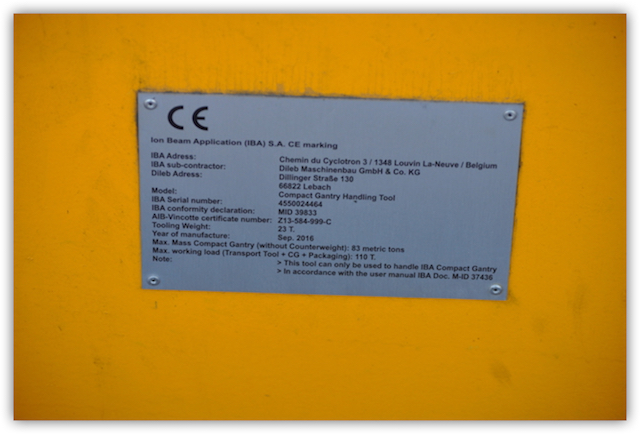 CE
Ion Beam Application (IBA) S.A. CE marking
IBA Adress: Chemin du Cyclotron 3 / 1348 Louvin La-Neuve / Belgium
IBA sub-contractor: Dileb Maschinenbau GmbH & Co. KG
Dileb Adress: Dillinger Straße 130
66822 Lebach
Model: Compact Gantry Handling Tool
IBA Serial number: 4550024464
IBA conformity declaration: MID 39833
AIB-Vincotte certificate number: Z13-584-999-C
Tooling Weight: 23 T.
Year of manufacture: Sep. 2016
Max. Mass Compact Gantry (without Counterweight): 83 metric tons
Max. working load (Transport Tool + CG + Packaging): 110 T.
Note: > This tool can only be used to handle IBA Compact Gantry
> In accordance with the user manual IBA Doc. M-ID 37436